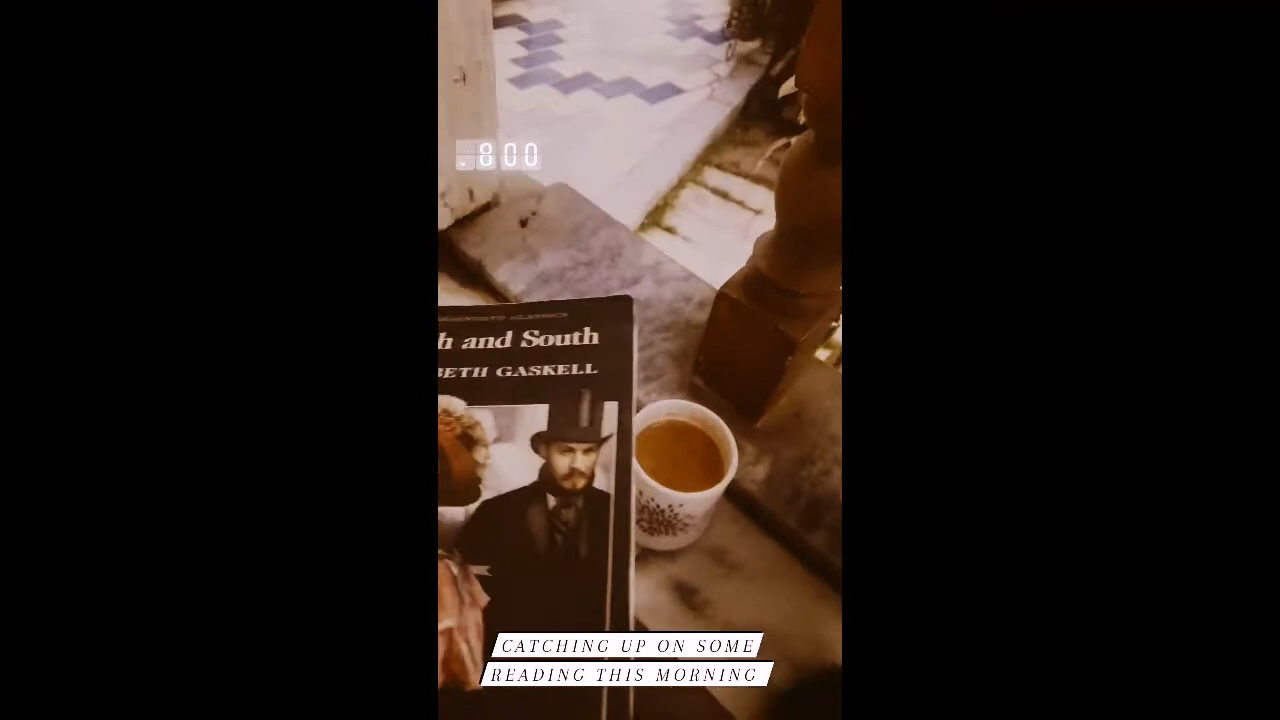 .800
h and South
BETH GASKELL
CATCHING UP ON SOME
READING THIS MORNING